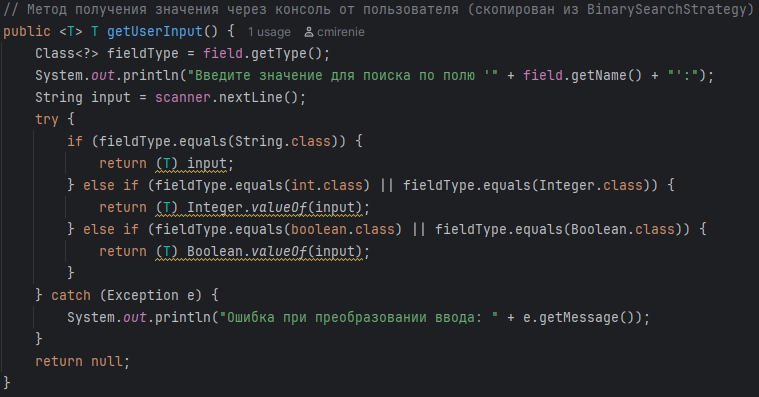 // Метод получения значения через консоль от пользователя (скопирован из BinarySearchStrategy)
public <T> T getUserInput() { 1 usage cmirenie
    Class<?> fieldType = field.getType();
    System.out.println("Введите значение для поиска по полю '" + field.getName() + "':");
    String input = scanner.nextLine();
    try {
        if (fieldType.equals(String.class)) {
            return (T) input;
        } else if (fieldType.equals(int.class) || fieldType.equals(Integer.class)) {
            return (T) Integer.valueOf(input);
        } else if (fieldType.equals(boolean.class) || fieldType.equals(Boolean.class)) {
            return (T) Boolean.valueOf(input);
        }
    } catch (Exception e) {
        System.out.println("Ошибка при преобразовании ввода: " + e.getMessage());
    }
    return null;
}